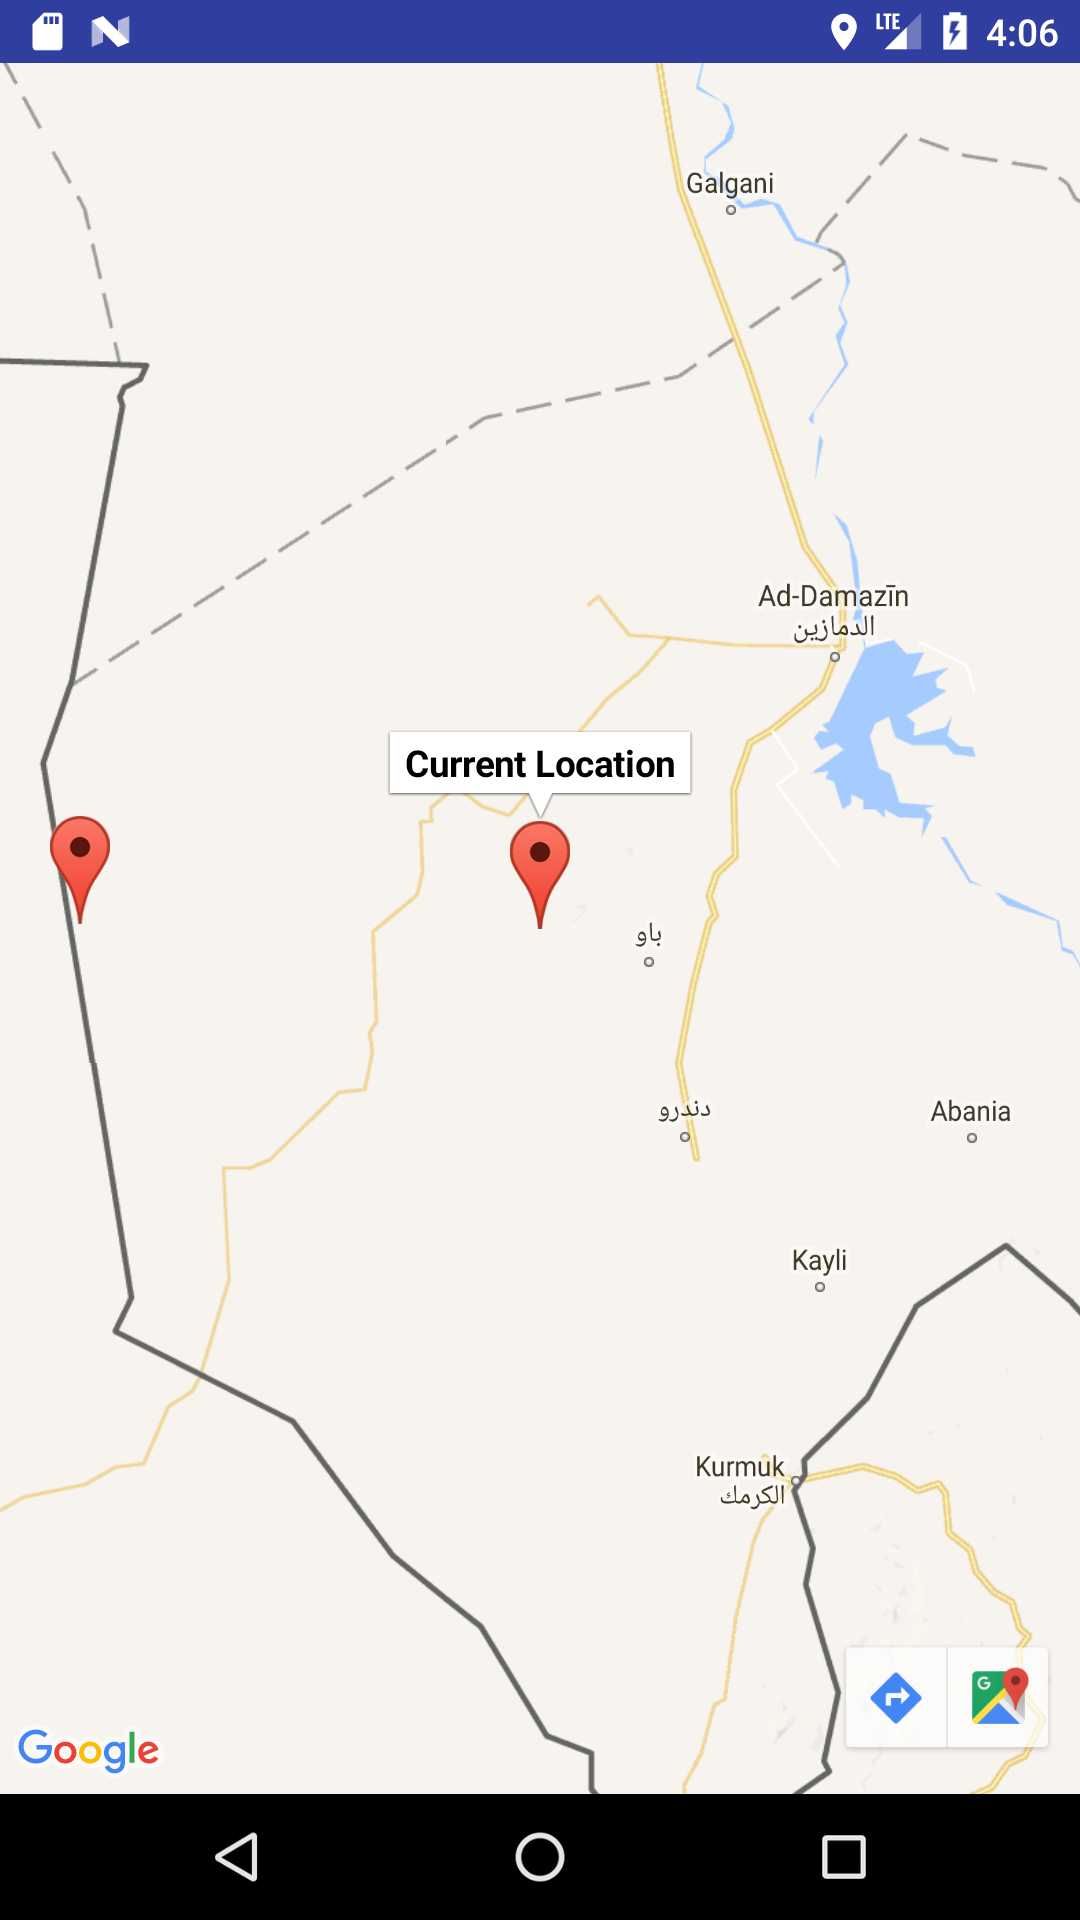 LTE 4:06
Galgani
Ad-Damazīn
الدمازين
Current Location
باو
دندرو
Abania
Kayli
Kurmuk
الكرمك
G
Google